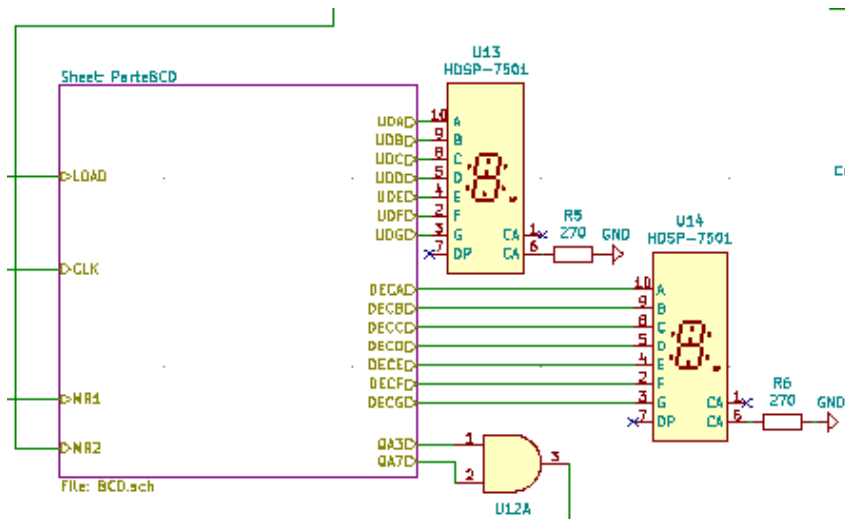 Sheet: ParteBCD
LOAD
CLK
MR1
MR2
UDA
UDB
UDC
UDD
UDE
UDF
UDG
DECA
DECB
DECC
DECD
DECE
DECF
DECG
QA3
QA7
File: BCD.sch
U13
HDSP-7501
10 A
9 B
8 C
5 D
4 E
2 F
3 G
7 DP
CA 1
CA 6
R5
270
GND
U14
HDSP-7501
10 A
9 B
8 C
5 D
4 E
2 F
3 G
7 DP
CA 1
CA 6
R6
270
GND
1
2
3
U12A